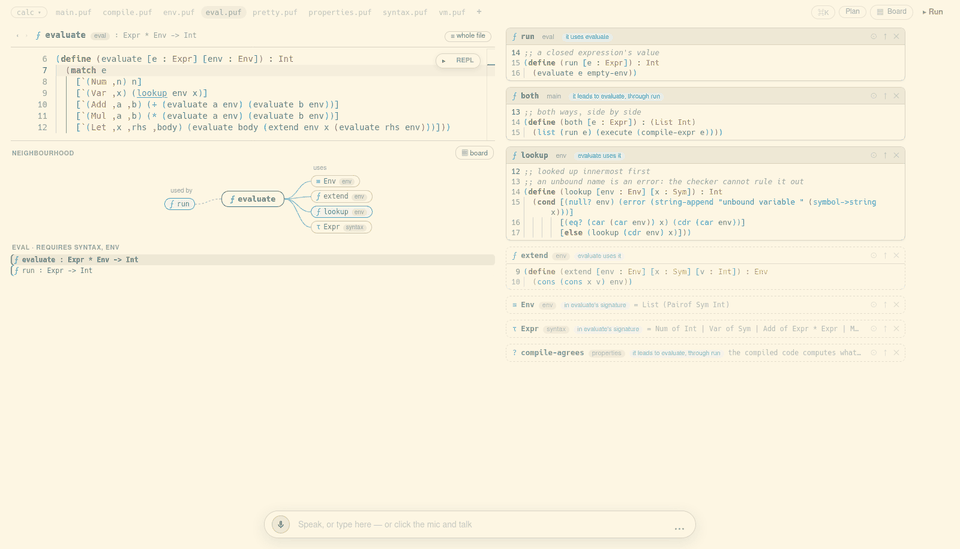 calc ▾ main.puf compile.puf env.puf eval.puf pretty.puf properties.puf syntax.puf vm.puf +
⌘K Plan Board ▸ Run
‹ › ƒ evaluate eval : Expr * Env -> Int ≡ whole file
6 (define (evaluate [e : Expr] [env : Env]) : Int
▸ REPL
7 (match e
8 [`(Num ,n) n]
9 [`(Var ,x) (lookup env x)]
10 [`(Add ,a ,b) (+ (evaluate a env) (evaluate b env))]
11 [`(Mul ,a ,b) (* (evaluate a env) (evaluate b env))]
12 [`(Let ,x ,rhs ,body) (evaluate body (extend env x (evaluate rhs env)))]))
NEIGHBOURHOOD
board
used by
ƒ run
ƒ evaluate
uses
≡ Env env
ƒ extend env
ƒ lookup env
τ Expr syntax
EVAL · REQUIRES SYNTAX, ENV
ƒ evaluate : Expr * Env -> Int
ƒ run : Expr -> Int
ƒ run eval it uses evaluate
14 ;; a closed expression's value
15 (define (run [e : Expr]) : Int
16 (evaluate e empty-env))
ƒ both main it leads to evaluate, through run
13 ;; both ways, side by side
14 (define (both [e : Expr]) : (List Int)
15 (list (run e) (execute (compile-expr e))))
ƒ lookup env evaluate uses it
12 ;; looked up innermost first
13 ;; an unbound name is an error: the checker cannot rule it out
14 (define (lookup [env : Env] [x : Sym]) : Int
15 (cond [(null? env) (error (string-append "unbound variable " (symbol->string
x)))]
16 [(eq? (car (car env)) x) (cdr (car env))]
17 [else (lookup (cdr env) x)]))
ƒ extend env evaluate uses it
9 (define (extend [env : Env] [x : Sym] [v : Int]) : Env
10 (cons (cons x v) env))
≡ Env env in evaluate's signature = List (Pairof Sym Int)
τ Expr syntax in evaluate's signature = Num of Int | Var of Sym | Add of Expr * Expr | M…
? compile-agrees properties it leads to evaluate, through run the compiled code computes what…
Speak, or type here — or click the mic and talk
…